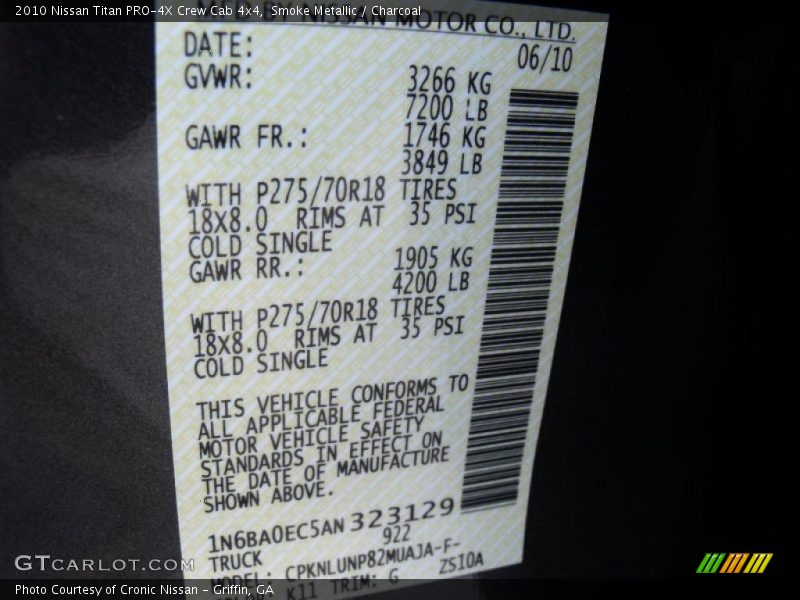 2010 Nissan Titan PRO-4X Crew Cab 4x4, Smoke Metallic / Charcoal
MFD BY NISSAN MOTOR CO., LTD.
DATE: 06/10
GVWR: 3266 KG
7200 LB
GAWR FR.: 1746 KG
3849 LB
WITH P275/70R18 TIRES
18X8.0 RIMS AT 35 PSI
COLD SINGLE
GAWR RR.: 1905 KG
4200 LB
WITH P275/70R18 TIRES
18X8.0 RIMS AT 35 PSI
COLD SINGLE
THIS VEHICLE CONFORMS TO
ALL APPLICABLE FEDERAL
MOTOR VEHICLE SAFETY
STANDARDS IN EFFECT ON
THE DATE OF MANUFACTURE
SHOWN ABOVE.
1N6BA0EC5AN323129
TRUCK 922
MODEL: CPKNLUNP82MUAJA-F-
COLOR: K11 TRIM: G ZS10A
GTCARLOT.COM
Photo Courtesy of Cronic Nissan - Griffin, GA